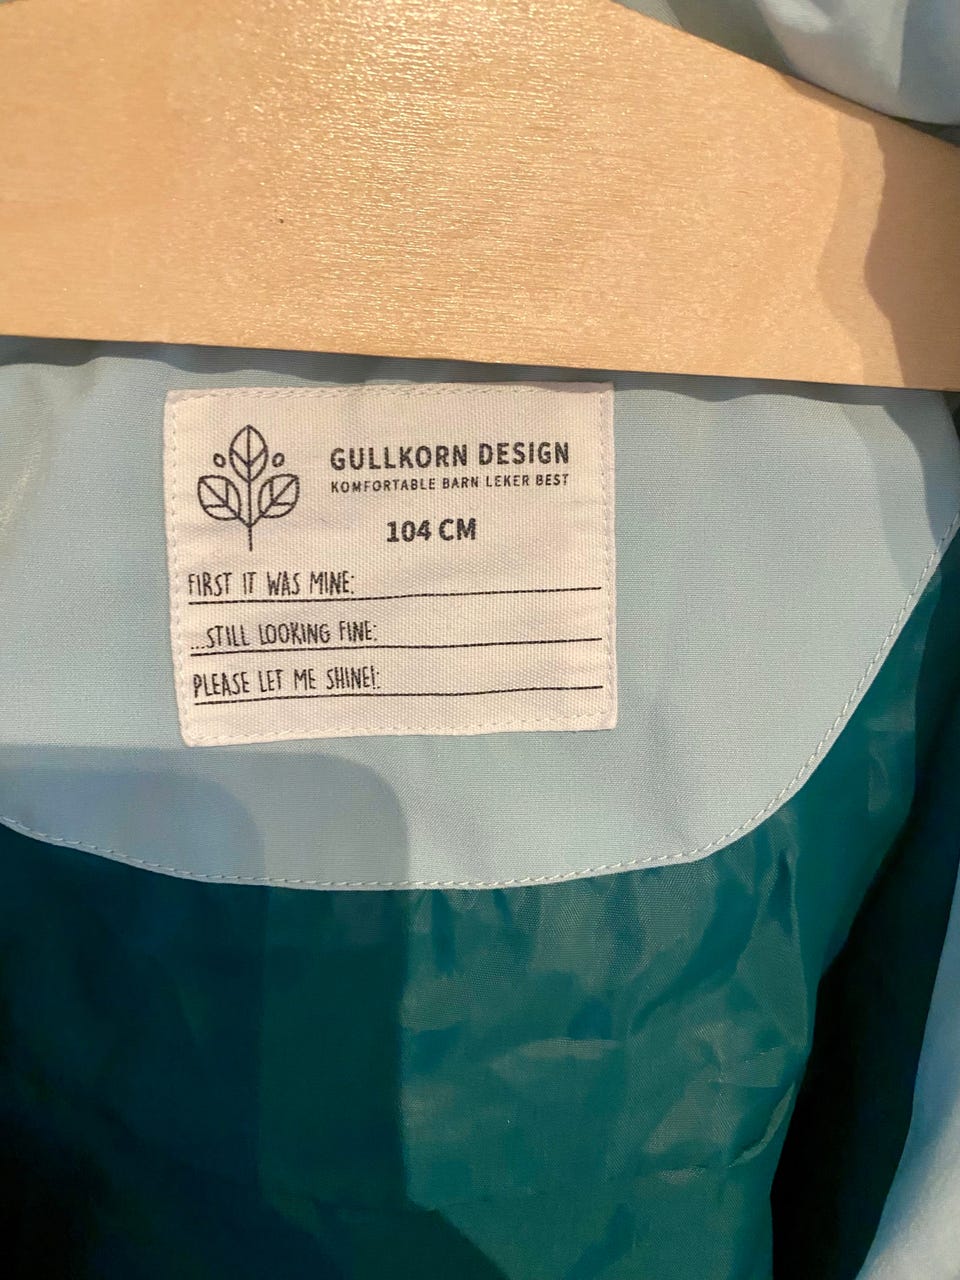 GULLKORN DESIGN
KOMFORTABLE BARN LEKER BEST
104 CM
FIRST IT WAS MINE:
...STILL LOOKING FINE:
PLEASE LET ME SHINE!: